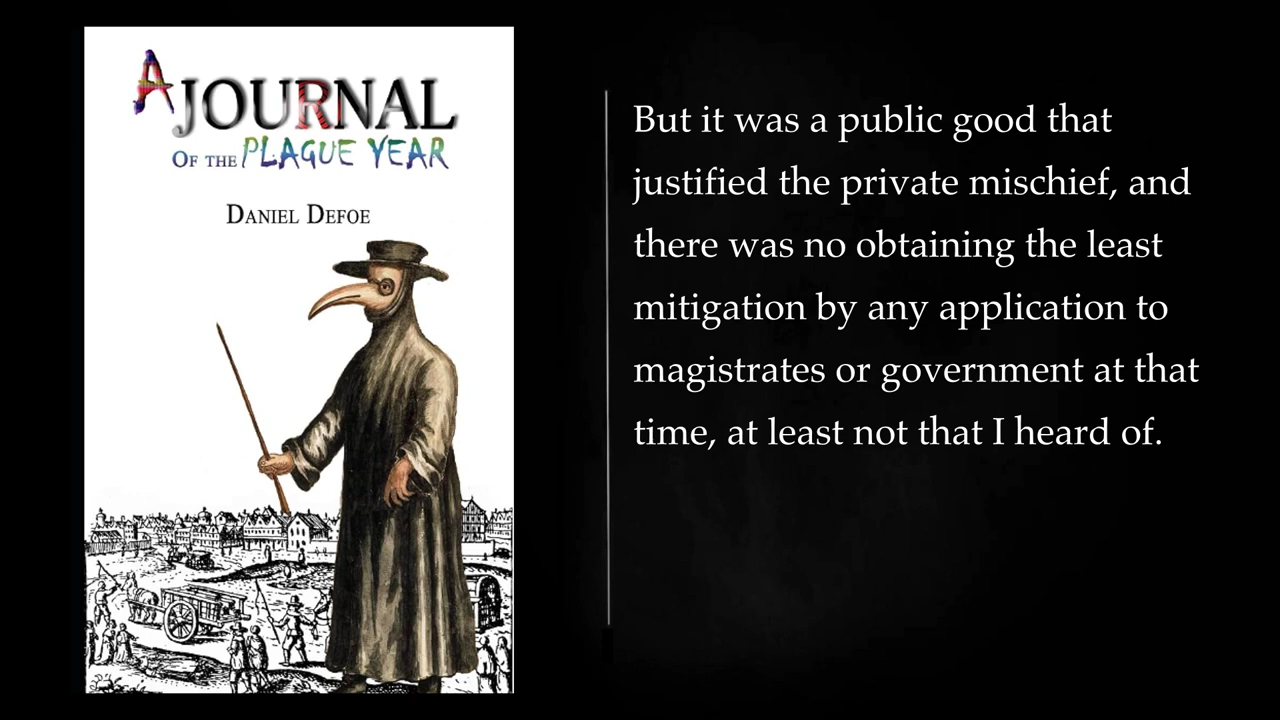 A JOURNAL
OF THE PLAGUE YEAR
DANIEL DEFOE
But it was a public good that
justified the private mischief, and
there was no obtaining the least
mitigation by any application to
magistrates or government at that
time, at least not that I heard of.